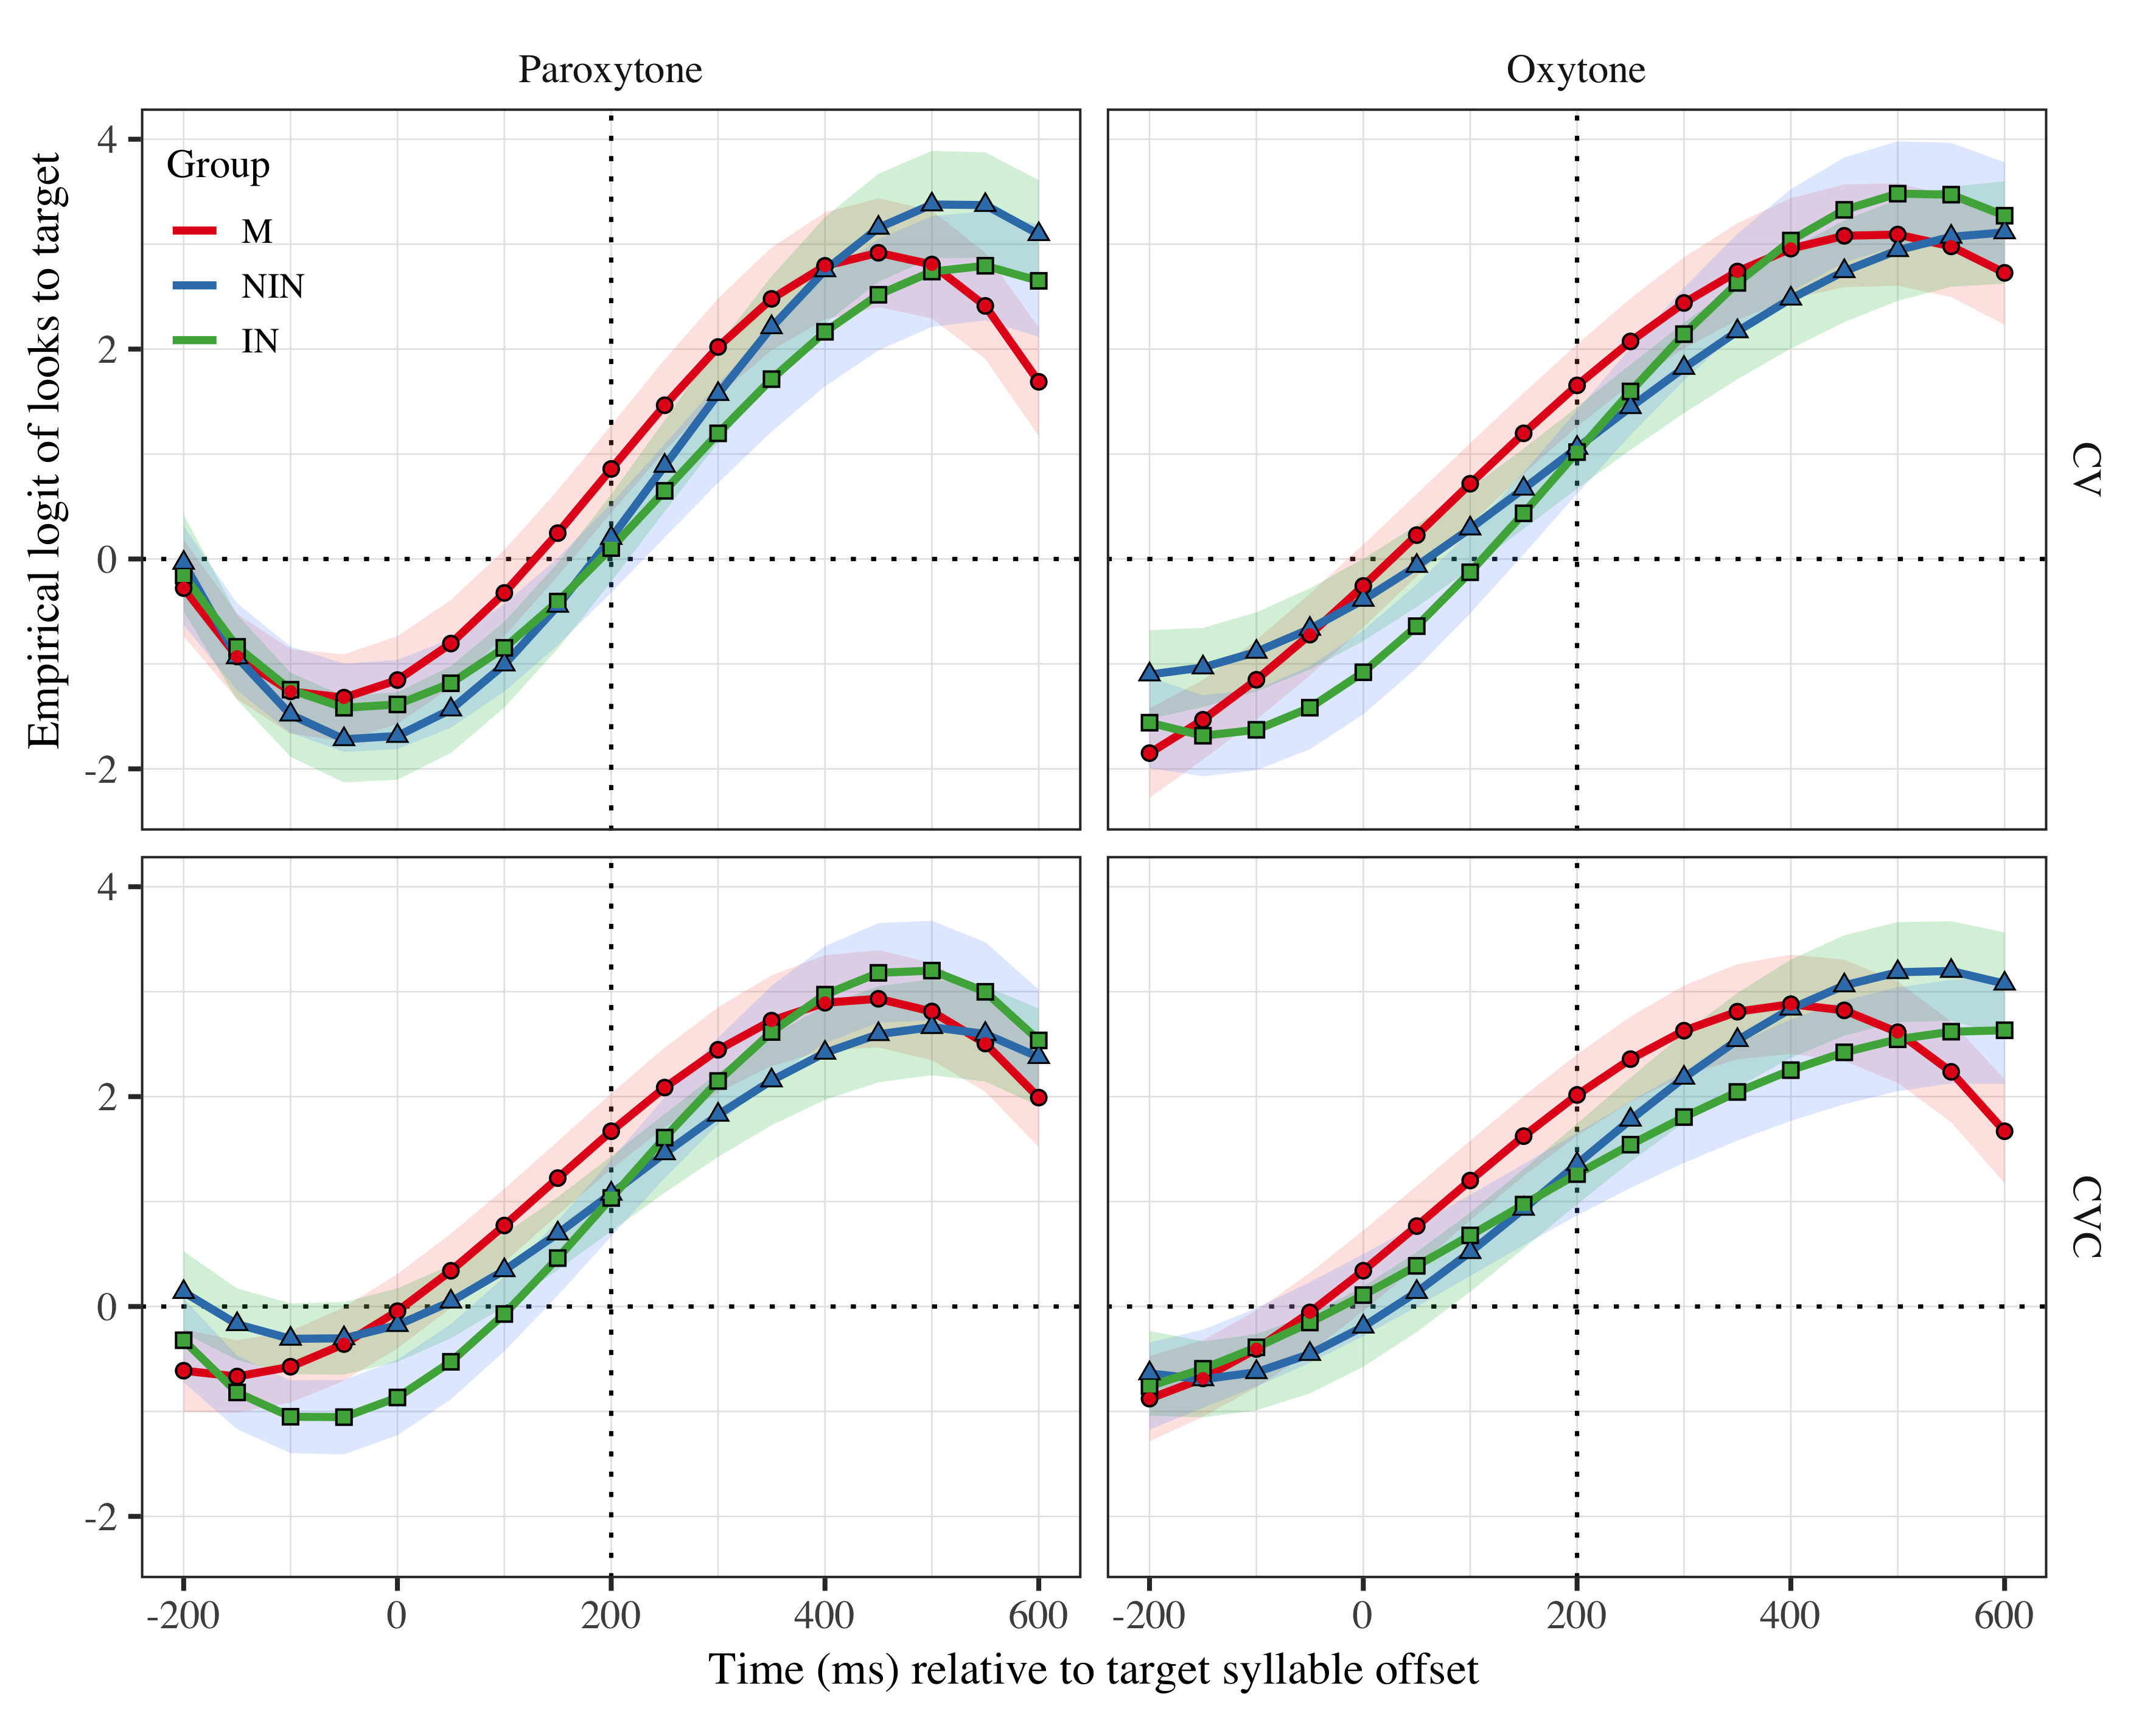 Paroxytone
Oxytone
Empirical logit of looks to target
4
2
0
-2
Group
M
NIN
IN
CV
4
2
0
-2
CVC
-200 0 200 400 600
-200 0 200 400 600
Time (ms) relative to target syllable offset